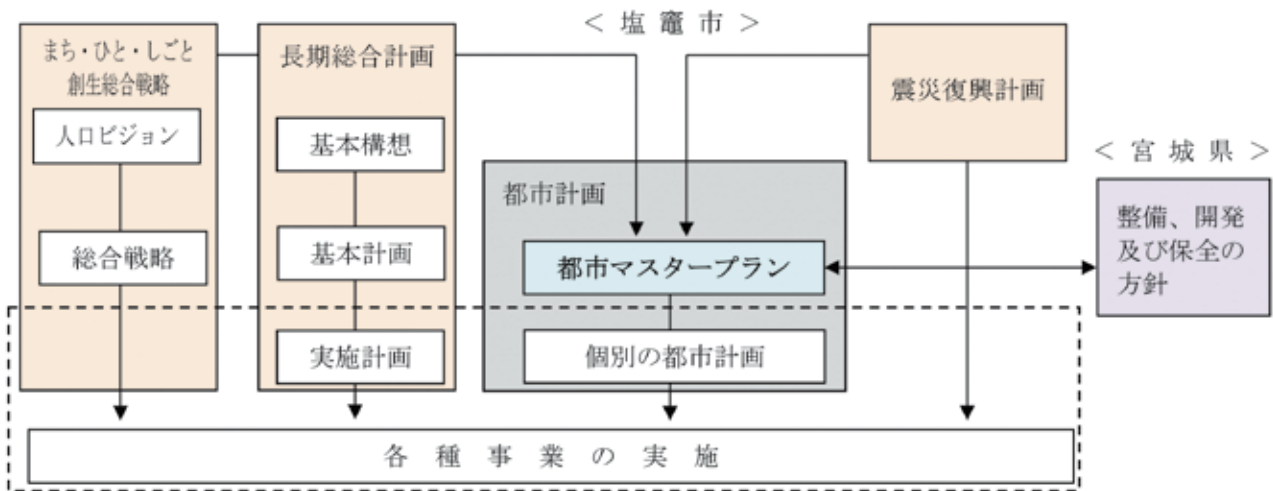 ＜ 塩 竈 市 ＞
まち・ひと・しごと
創生総合戦略
人口ビジョン
総合戦略
長期総合計画
基本構想
基本計画
実施計画
都市計画
都市マスタープラン
個別の都市計画
震災復興計画
＜ 宮 城 県 ＞
整備、開発
及び保全の
方針
各 種 事 業 の 実 施